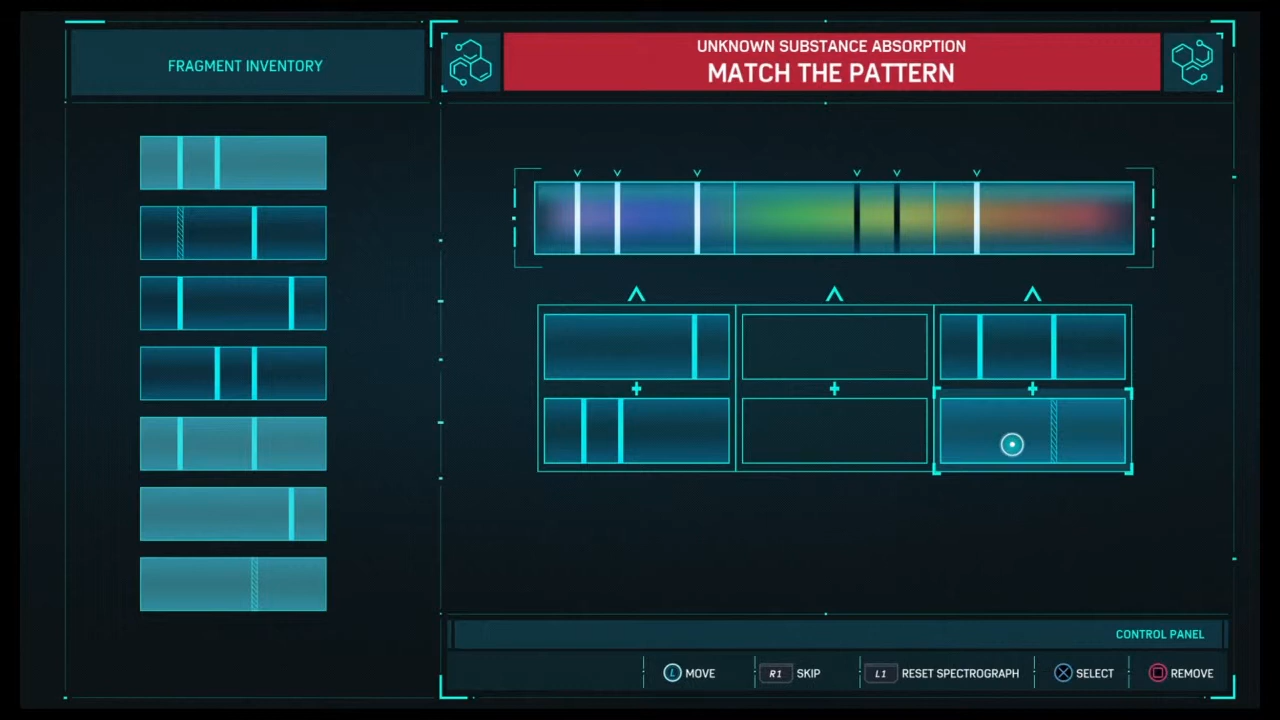 FRAGMENT INVENTORY
UNKNOWN SUBSTANCE ABSORPTION
MATCH THE PATTERN
CONTROL PANEL
L MOVE
R1 SKIP
L1 RESET SPECTROGRAPH
SELECT
REMOVE